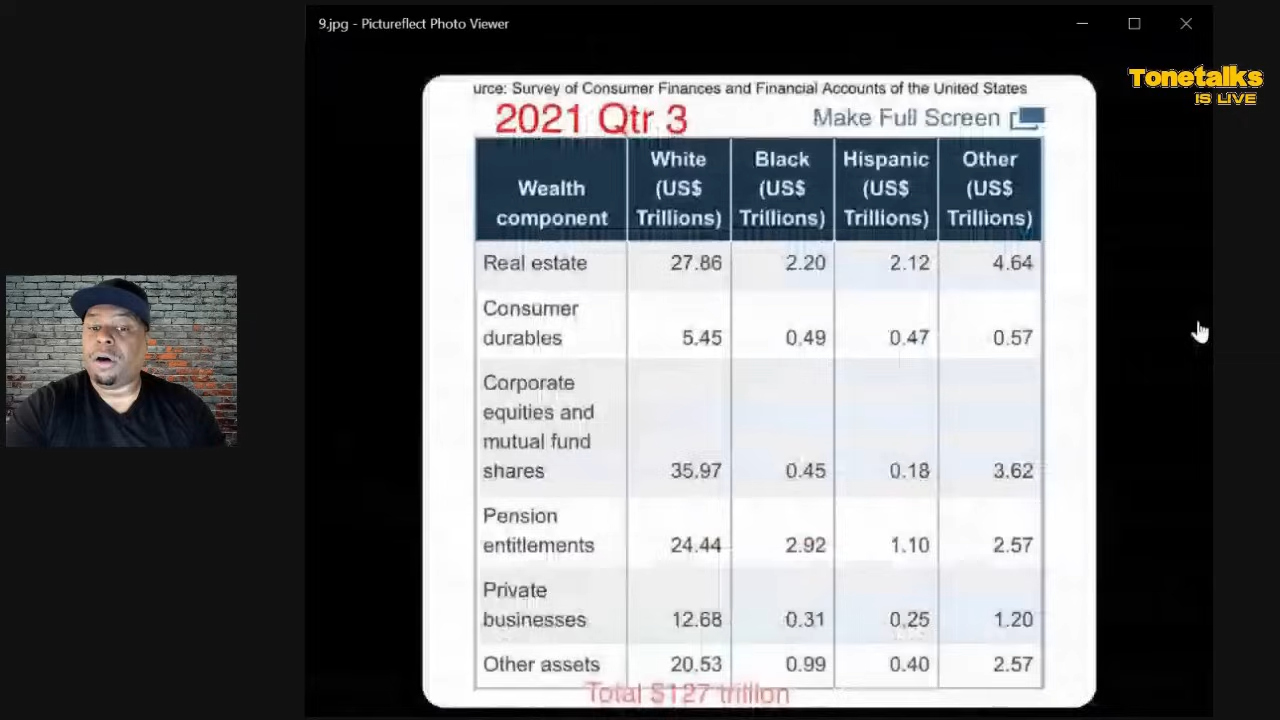 9.jpg - Pictureflect Photo Viewer
Tonetalks
IS LIVE
urce: Survey of Consumer Finances and Financial Accounts of the United States
2021 Qtr 3 Make Full Screen
Wealth component White (US$ Trillions) Black (US$ Trillions) Hispanic (US$ Trillions) Other (US$ Trillions)
Real estate 27.86 2.20 2.12 4.64
Consumer
durables 5.45 0.49 0.47 0.57
Corporate
equities and
mutual fund
shares 35.97 0.45 0.18 3.62
Pension
entitlements 24.44 2.92 1.10 2.57
Private
businesses 12.68 0.31 0.25 1.20
Other assets 20.53 0.99 0.40 2.57
Total $127 trillion